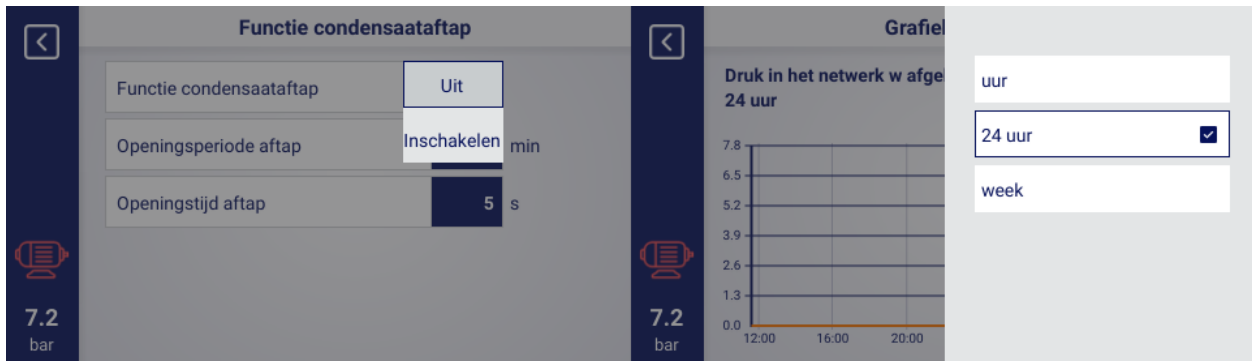 Functie condensaataftap
Functie condensaataftap
Uit
Inschakelen
Openingsperiode aftap
min
Openingstijd aftap
5 s
7.2
bar
Grafiel
Druk in het netwerk w afge
24 uur
7.8
6.5
5.2
3.9
2.6
1.3
0.0
12:00 16:00 20:00
7.2
bar
uur
24 uur
week